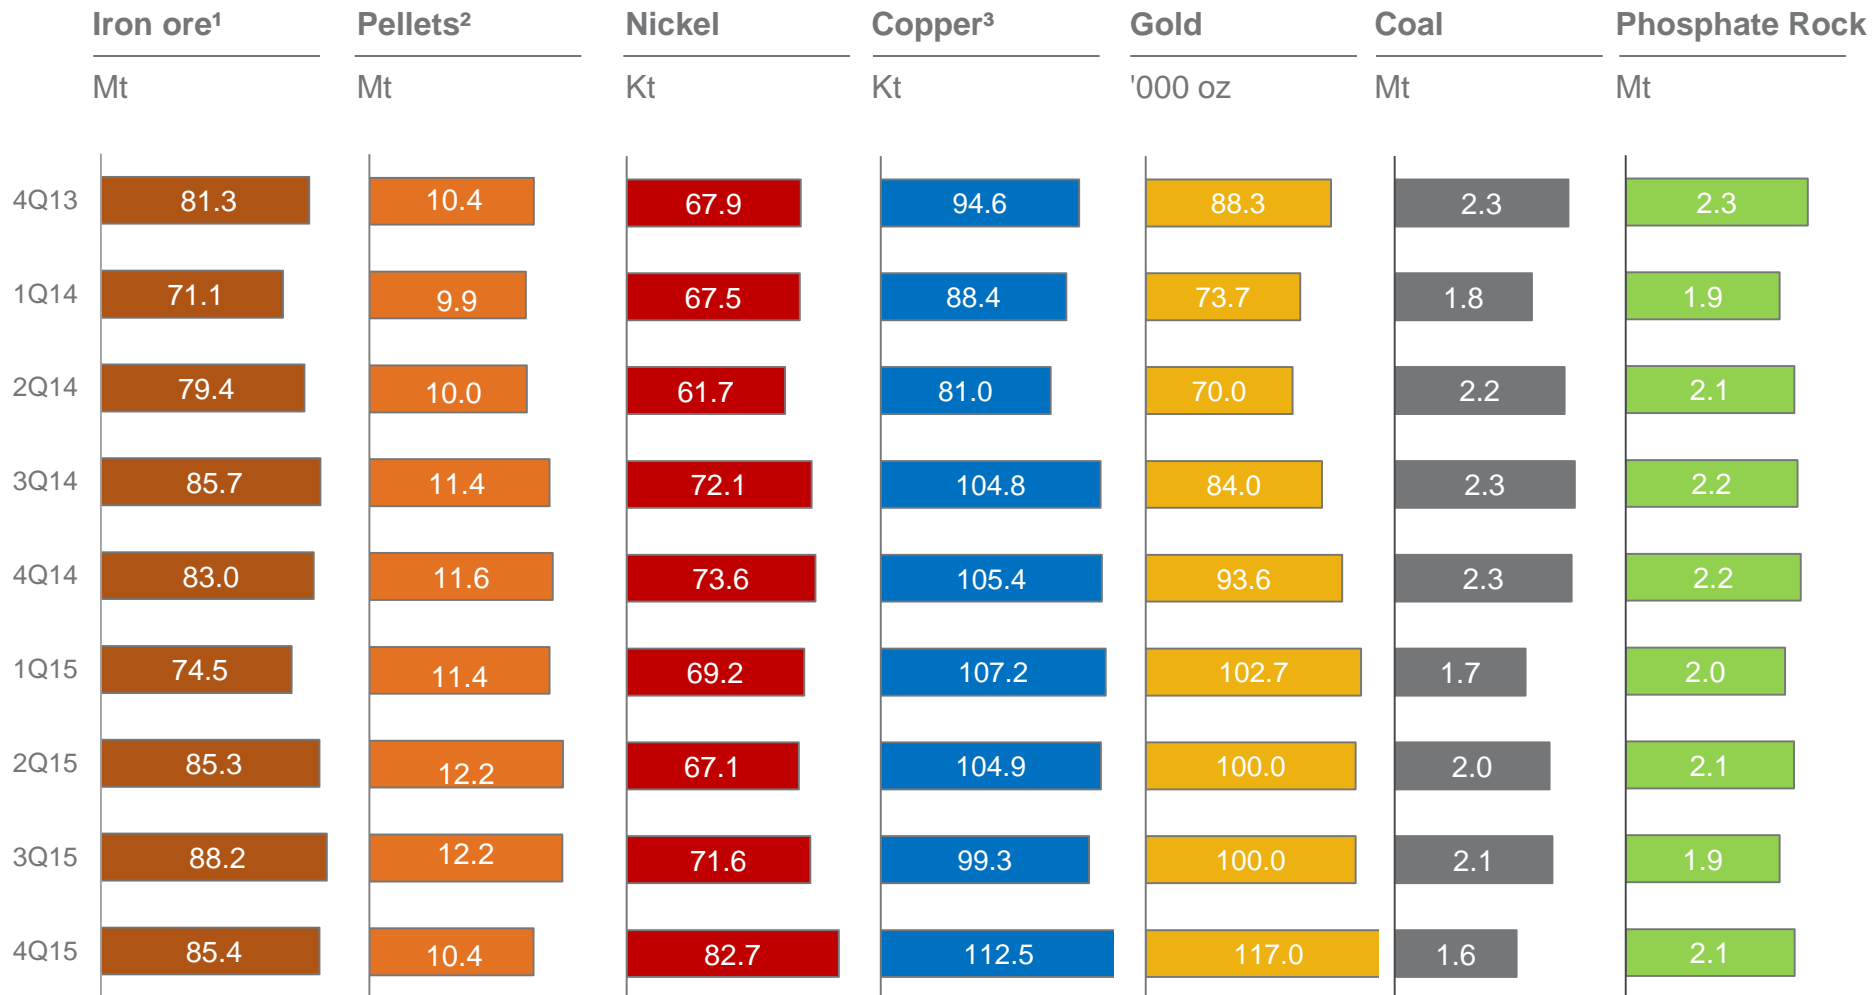 Iron ore¹ Pellets² Nickel Copper³ Gold Coal Phosphate Rock
Mt Mt Kt Kt '000 oz Mt Mt
4Q13 81.3 10.4 67.9 94.6 88.3 2.3 2.3
1Q14 71.1 9.9 67.5 88.4 73.7 1.8 1.9
2Q14 79.4 10.0 61.7 81.0 70.0 2.2 2.1
3Q14 85.7 11.4 72.1 104.8 84.0 2.3 2.2
4Q14 83.0 11.6 73.6 105.4 93.6 2.3 2.2
1Q15 74.5 11.4 69.2 107.2 102.7 1.7 2.0
2Q15 85.3 12.2 67.1 104.9 100.0 2.0 2.1
3Q15 88.2 12.2 71.6 99.3 100.0 2.1 1.9
4Q15 85.4 10.4 82.7 112.5 117.0 1.6 2.1